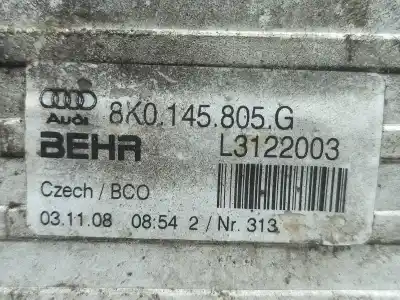 Audi 8K0.145.805.G
BEHR L3122003
Czech / BCO
03.11.08 08:54 2 / Nr. 313